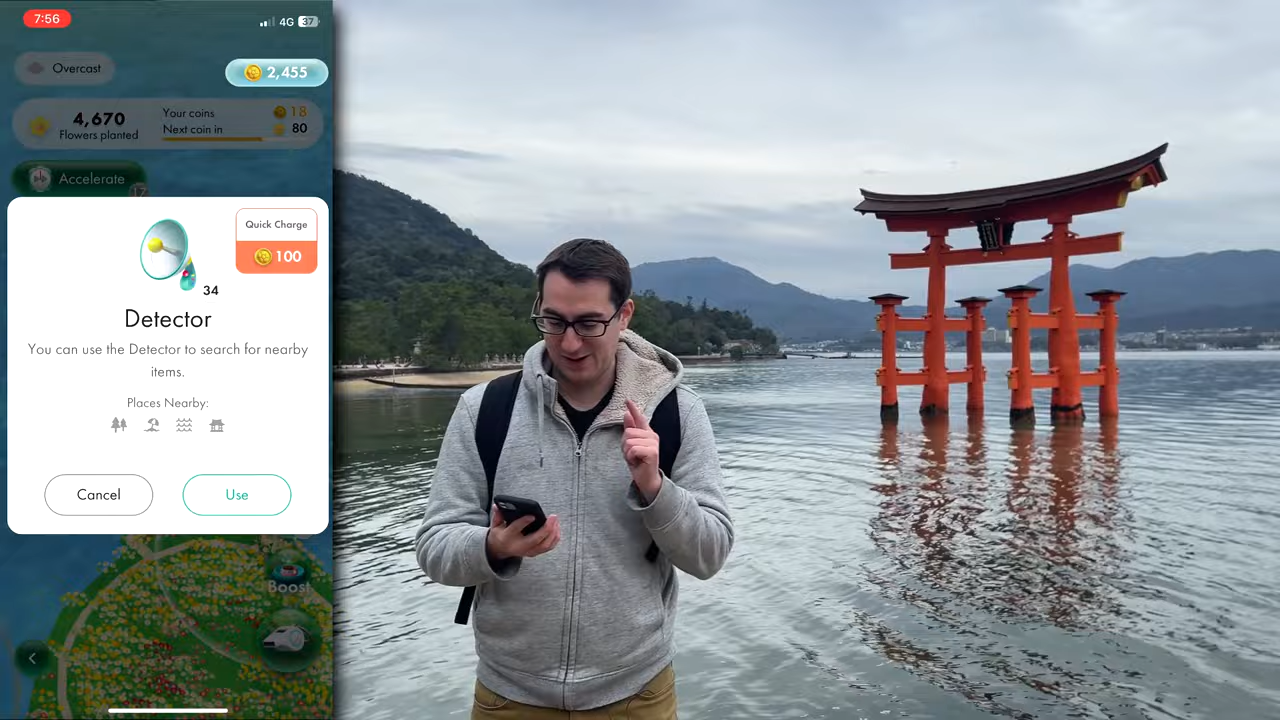 7:56
4G 37
Overcast
2,455
4,670
Flowers planted
Your coins 18
Next coin in 80
Accelerate
17
Quick Charge
100
34
Detector
You can use the Detector to search for nearby
items.
Places Nearby:
Cancel
Use
Boost